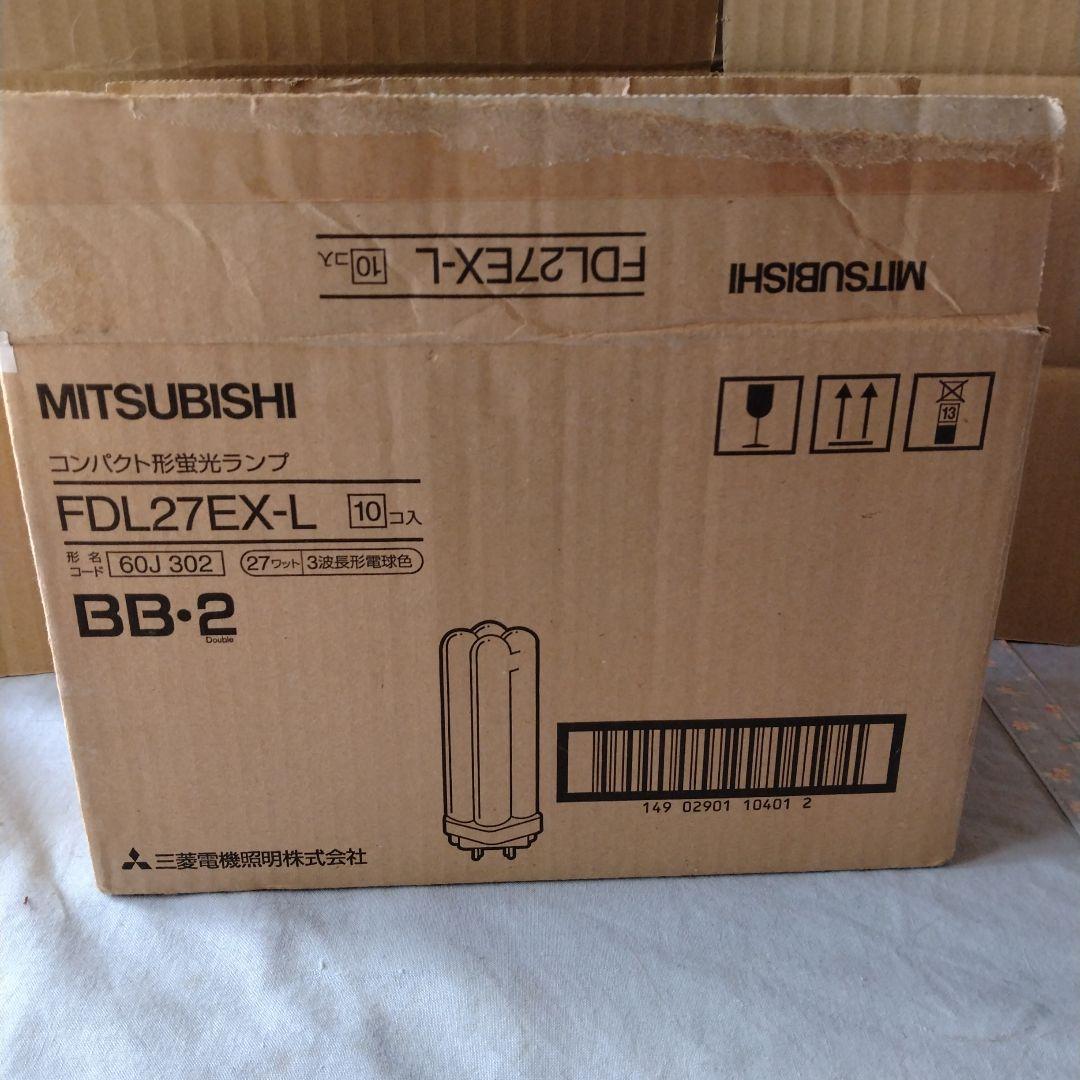 MITSUBISHI
FDL27EX-L 10コ入
MITSUBISHI
コンパクト形蛍光ランプ
FDL27EX-L 10コ入
形名コード 60J 302 27ワット 3波長形電球色
BB•2
Double
13
149 02901 10401 2
三菱電機照明株式会社